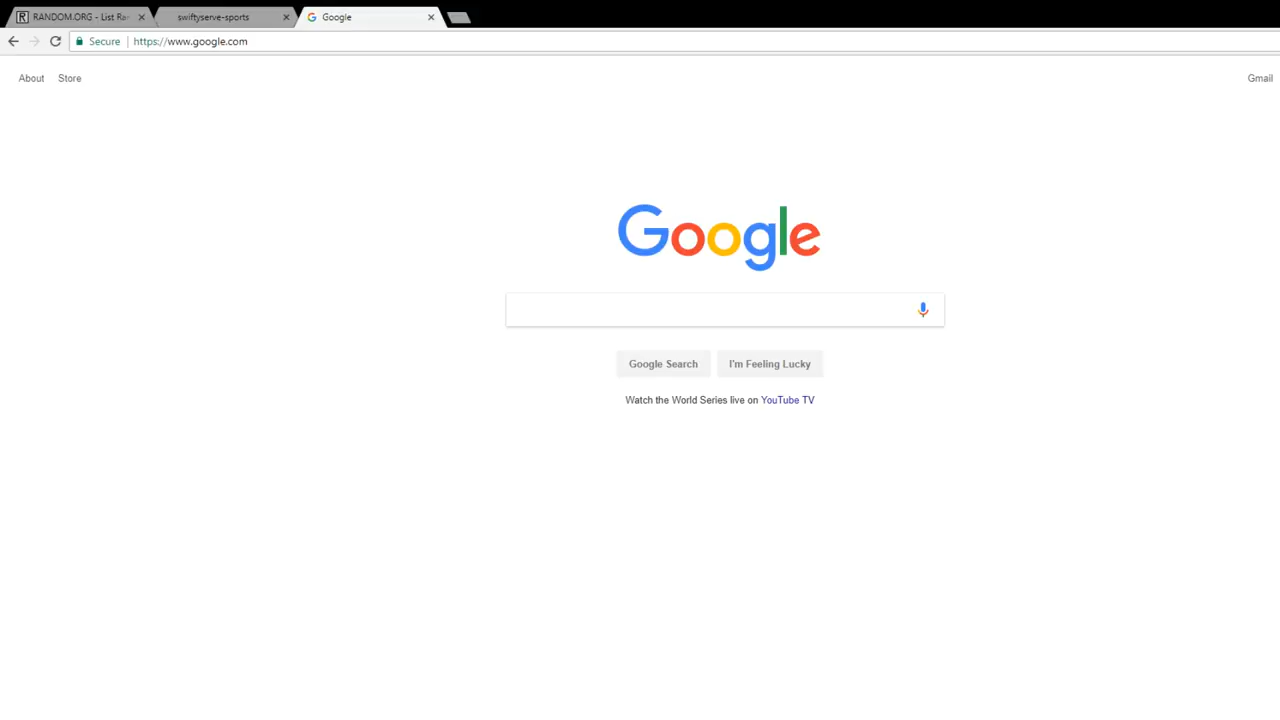 RANDOM.ORG - List Ra
swiftyserve-sports
Google
Secure
https://www.google.com
About
Store
Gmail
Google
Google Search
I'm Feeling Lucky
Watch the World Series live on YouTube TV